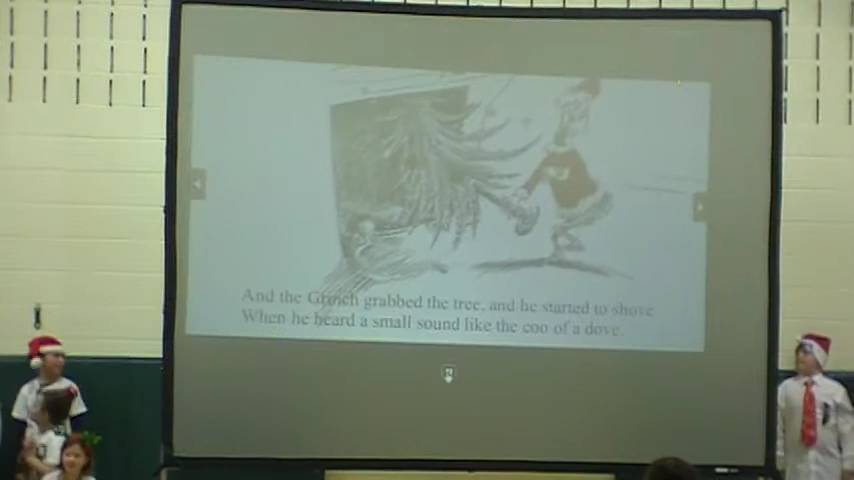 And the Grinch grabbed the tree, and he started to shove
When he heard a small sound like the coo of a dove.